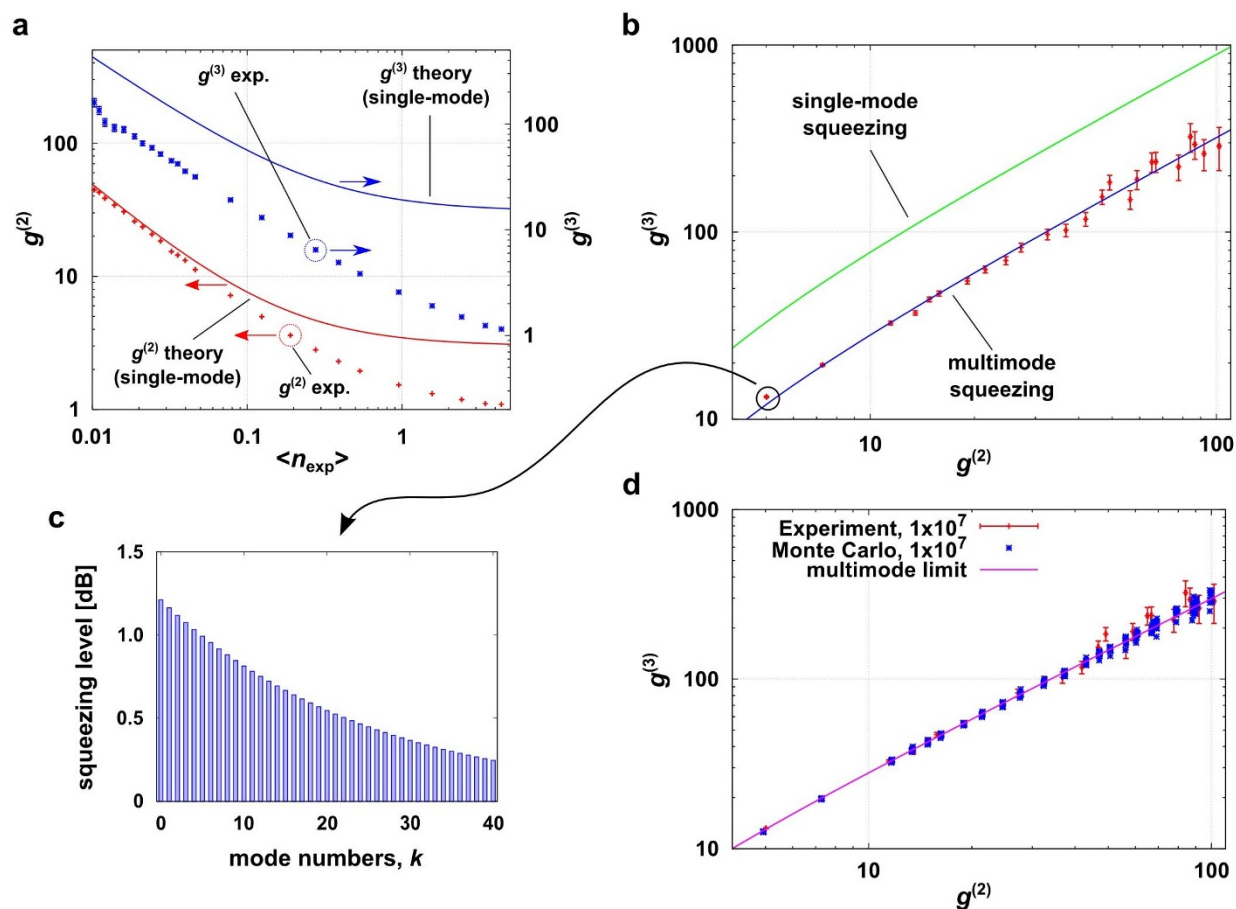 a
g(3) exp.
g(3) theory
(single-mode)
100
10
1
g(2)
100
10
1
g(3)
g(2) theory
(single-mode)
g(2) exp.
0.01
0.1
1
<nexp>
b
1000
100
10
g(3)
single-mode
squeezing
multimode
squeezing
10
100
g(2)
c
1.5
1.0
0.5
0
squeezing level [dB]
0
10
20
30
40
mode numbers, k
d
1000
100
10
g(3)
Experiment, 1x10^7
Monte Carlo, 1x10^7
multimode limit
10
100
g(2)